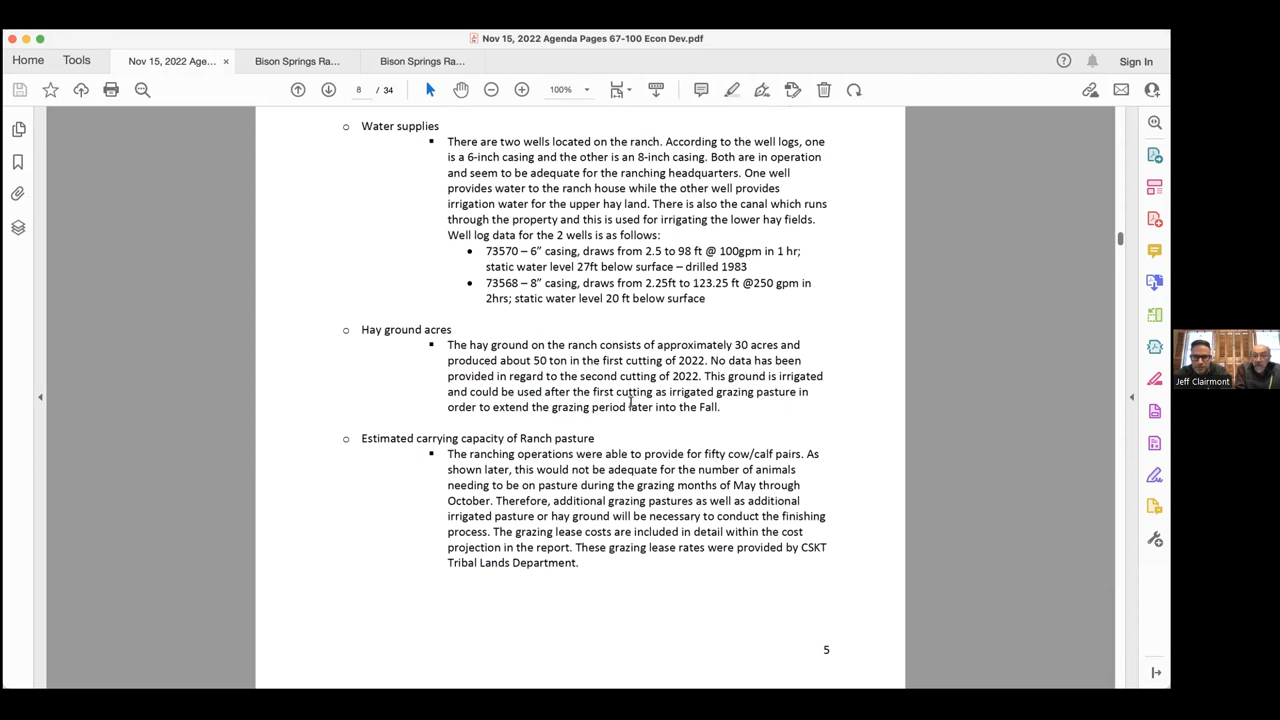 Nov 15, 2022 Agenda Pages 67-100 Econ Dev.pdf
Home
Tools
Nov 15, 2022 Age... ×
Bison Springs Ra...
Bison Springs Ra...
Sign In
8 / 34
100%
o Water supplies
▪ There are two wells located on the ranch. According to the well logs, one
is a 6-inch casing and the other is an 8-inch casing. Both are in operation
and seem to be adequate for the ranching headquarters. One well
provides water to the ranch house while the other well provides
irrigation water for the upper hay land. There is also the canal which runs
through the property and this is used for irrigating the lower hay fields.
Well log data for the 2 wells is as follows:
• 73570 – 6” casing, draws from 2.5 to 98 ft @ 100gpm in 1 hr;
static water level 27ft below surface – drilled 1983
• 73568 – 8” casing, draws from 2.25ft to 123.25 ft @250 gpm in
2hrs; static water level 20 ft below surface
o Hay ground acres
▪ The hay ground on the ranch consists of approximately 30 acres and
produced about 50 ton in the first cutting of 2022. No data has been
provided in regard to the second cutting of 2022. This ground is irrigated
and could be used after the first cutting as irrigated grazing pasture in
order to extend the grazing period later into the Fall.
o Estimated carrying capacity of Ranch pasture
▪ The ranching operations were able to provide for fifty cow/calf pairs. As
shown later, this would not be adequate for the number of animals
needing to be on pasture during the grazing months of May through
October. Therefore, additional grazing pastures as well as additional
irrigated pasture or hay ground will be necessary to conduct the finishing
process. The grazing lease costs are included in detail within the cost
projection in the report. These grazing lease rates were provided by CSKT
Tribal Lands Department.
5
Jeff Clairmont